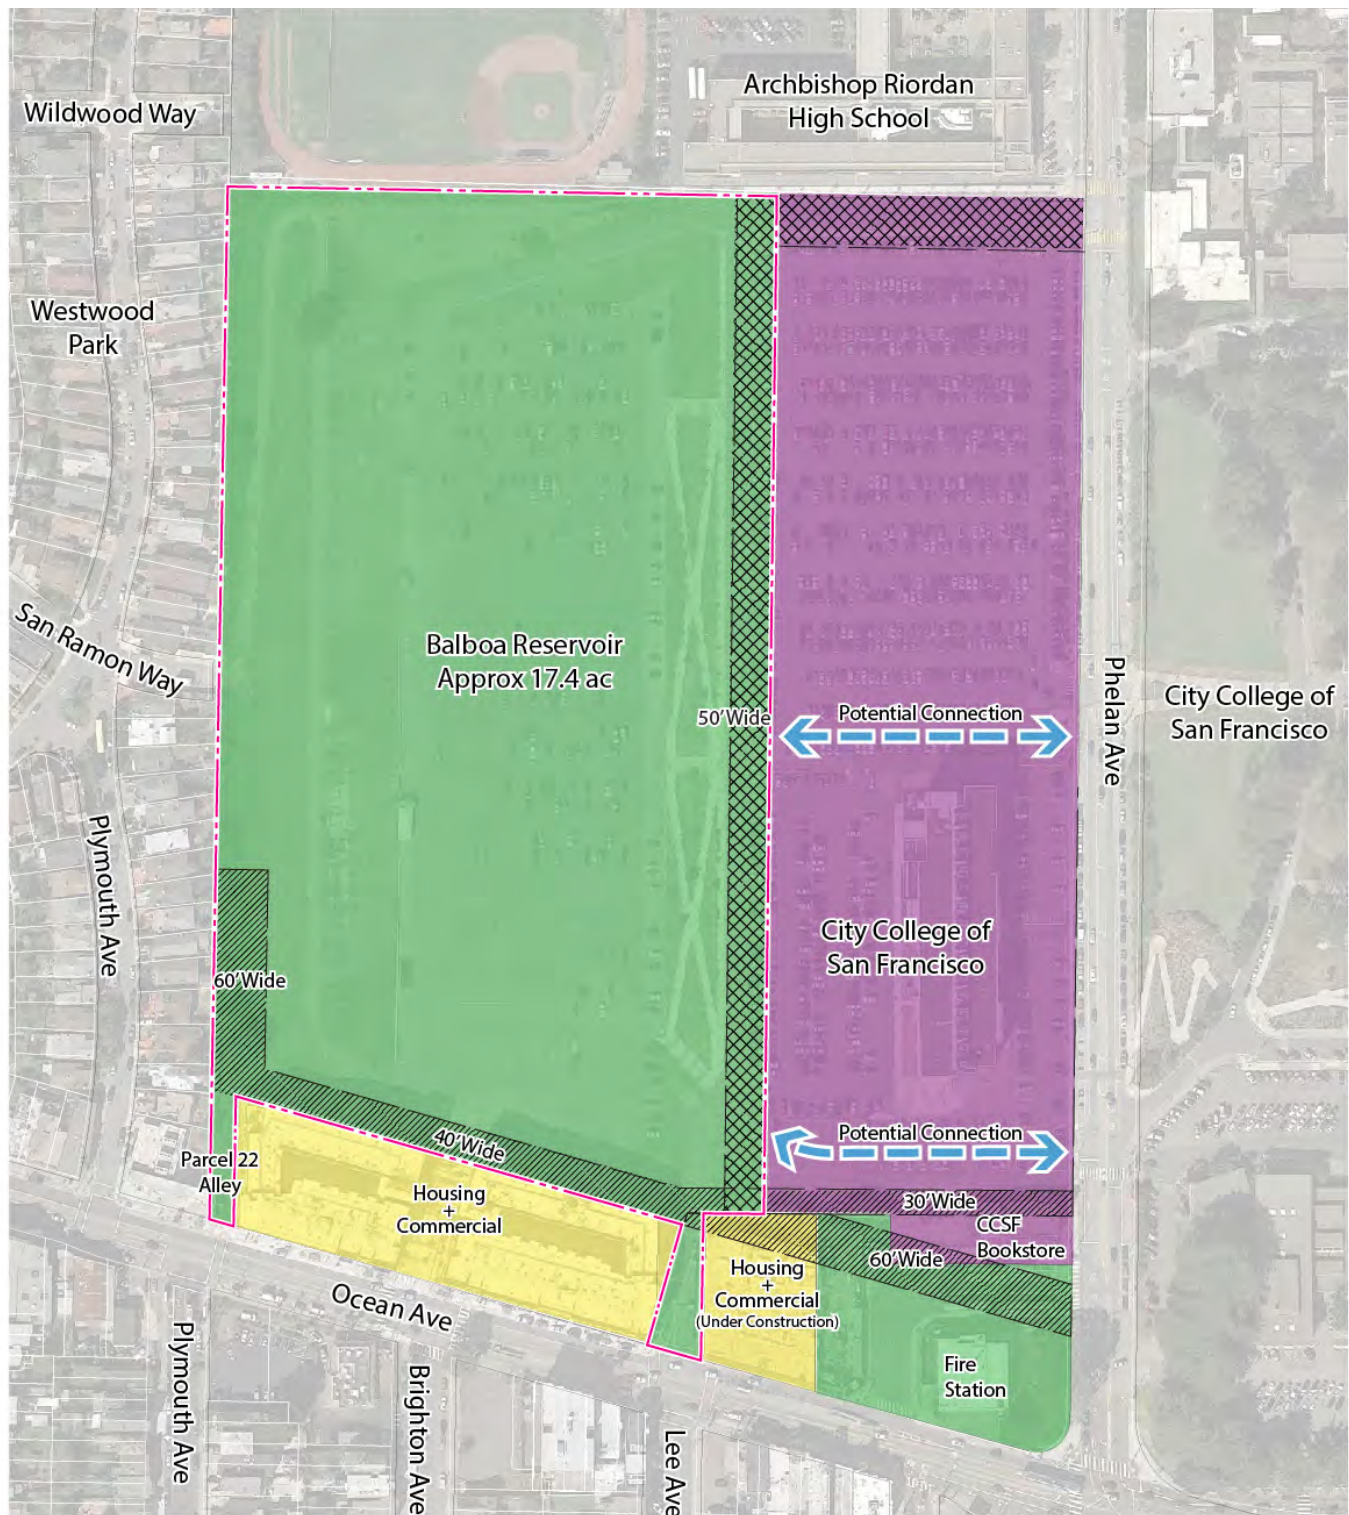 Archbishop Riordan
High School
Wildwood Way
Westwood
Park
San Ramon Way
Balboa Reservoir
Approx 17.4 ac
50'Wide
Potential Connection
Phelan Ave
City College of
San Francisco
Plymouth Ave
City College of
San Francisco
60'Wide
40'Wide
Potential Connection
Parcel 22
Alley
Housing
+
Commercial
30'Wide
CCSF
Bookstore
60'Wide
Housing
+
Commercial
(Under Construction)
Ocean Ave
Fire
Station
Plymouth Ave
Brighton Ave
Lee Ave